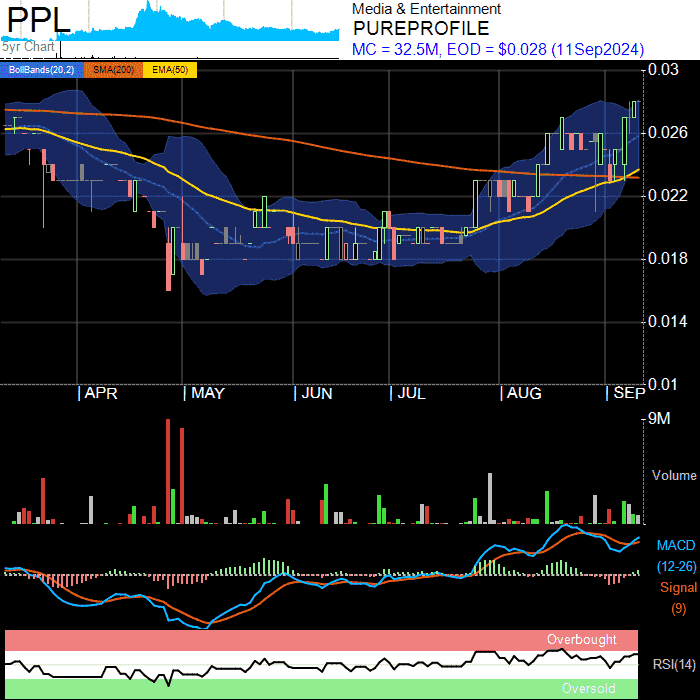 PPL
5yr Chart
Media & Entertainment
PUREPROFILE
MC = 32.5M, EOD = $0.028 (11Sep2024)
BollBands(20,2) SMA(200) EMA(50)
0.03
0.026
0.022
0.018
0.014
0.01
APR MAY JUN JUL AUG SEP
9M
Volume
MACD
(12-26)
Signal
(9)
Overbought
RSI(14)
Oversold